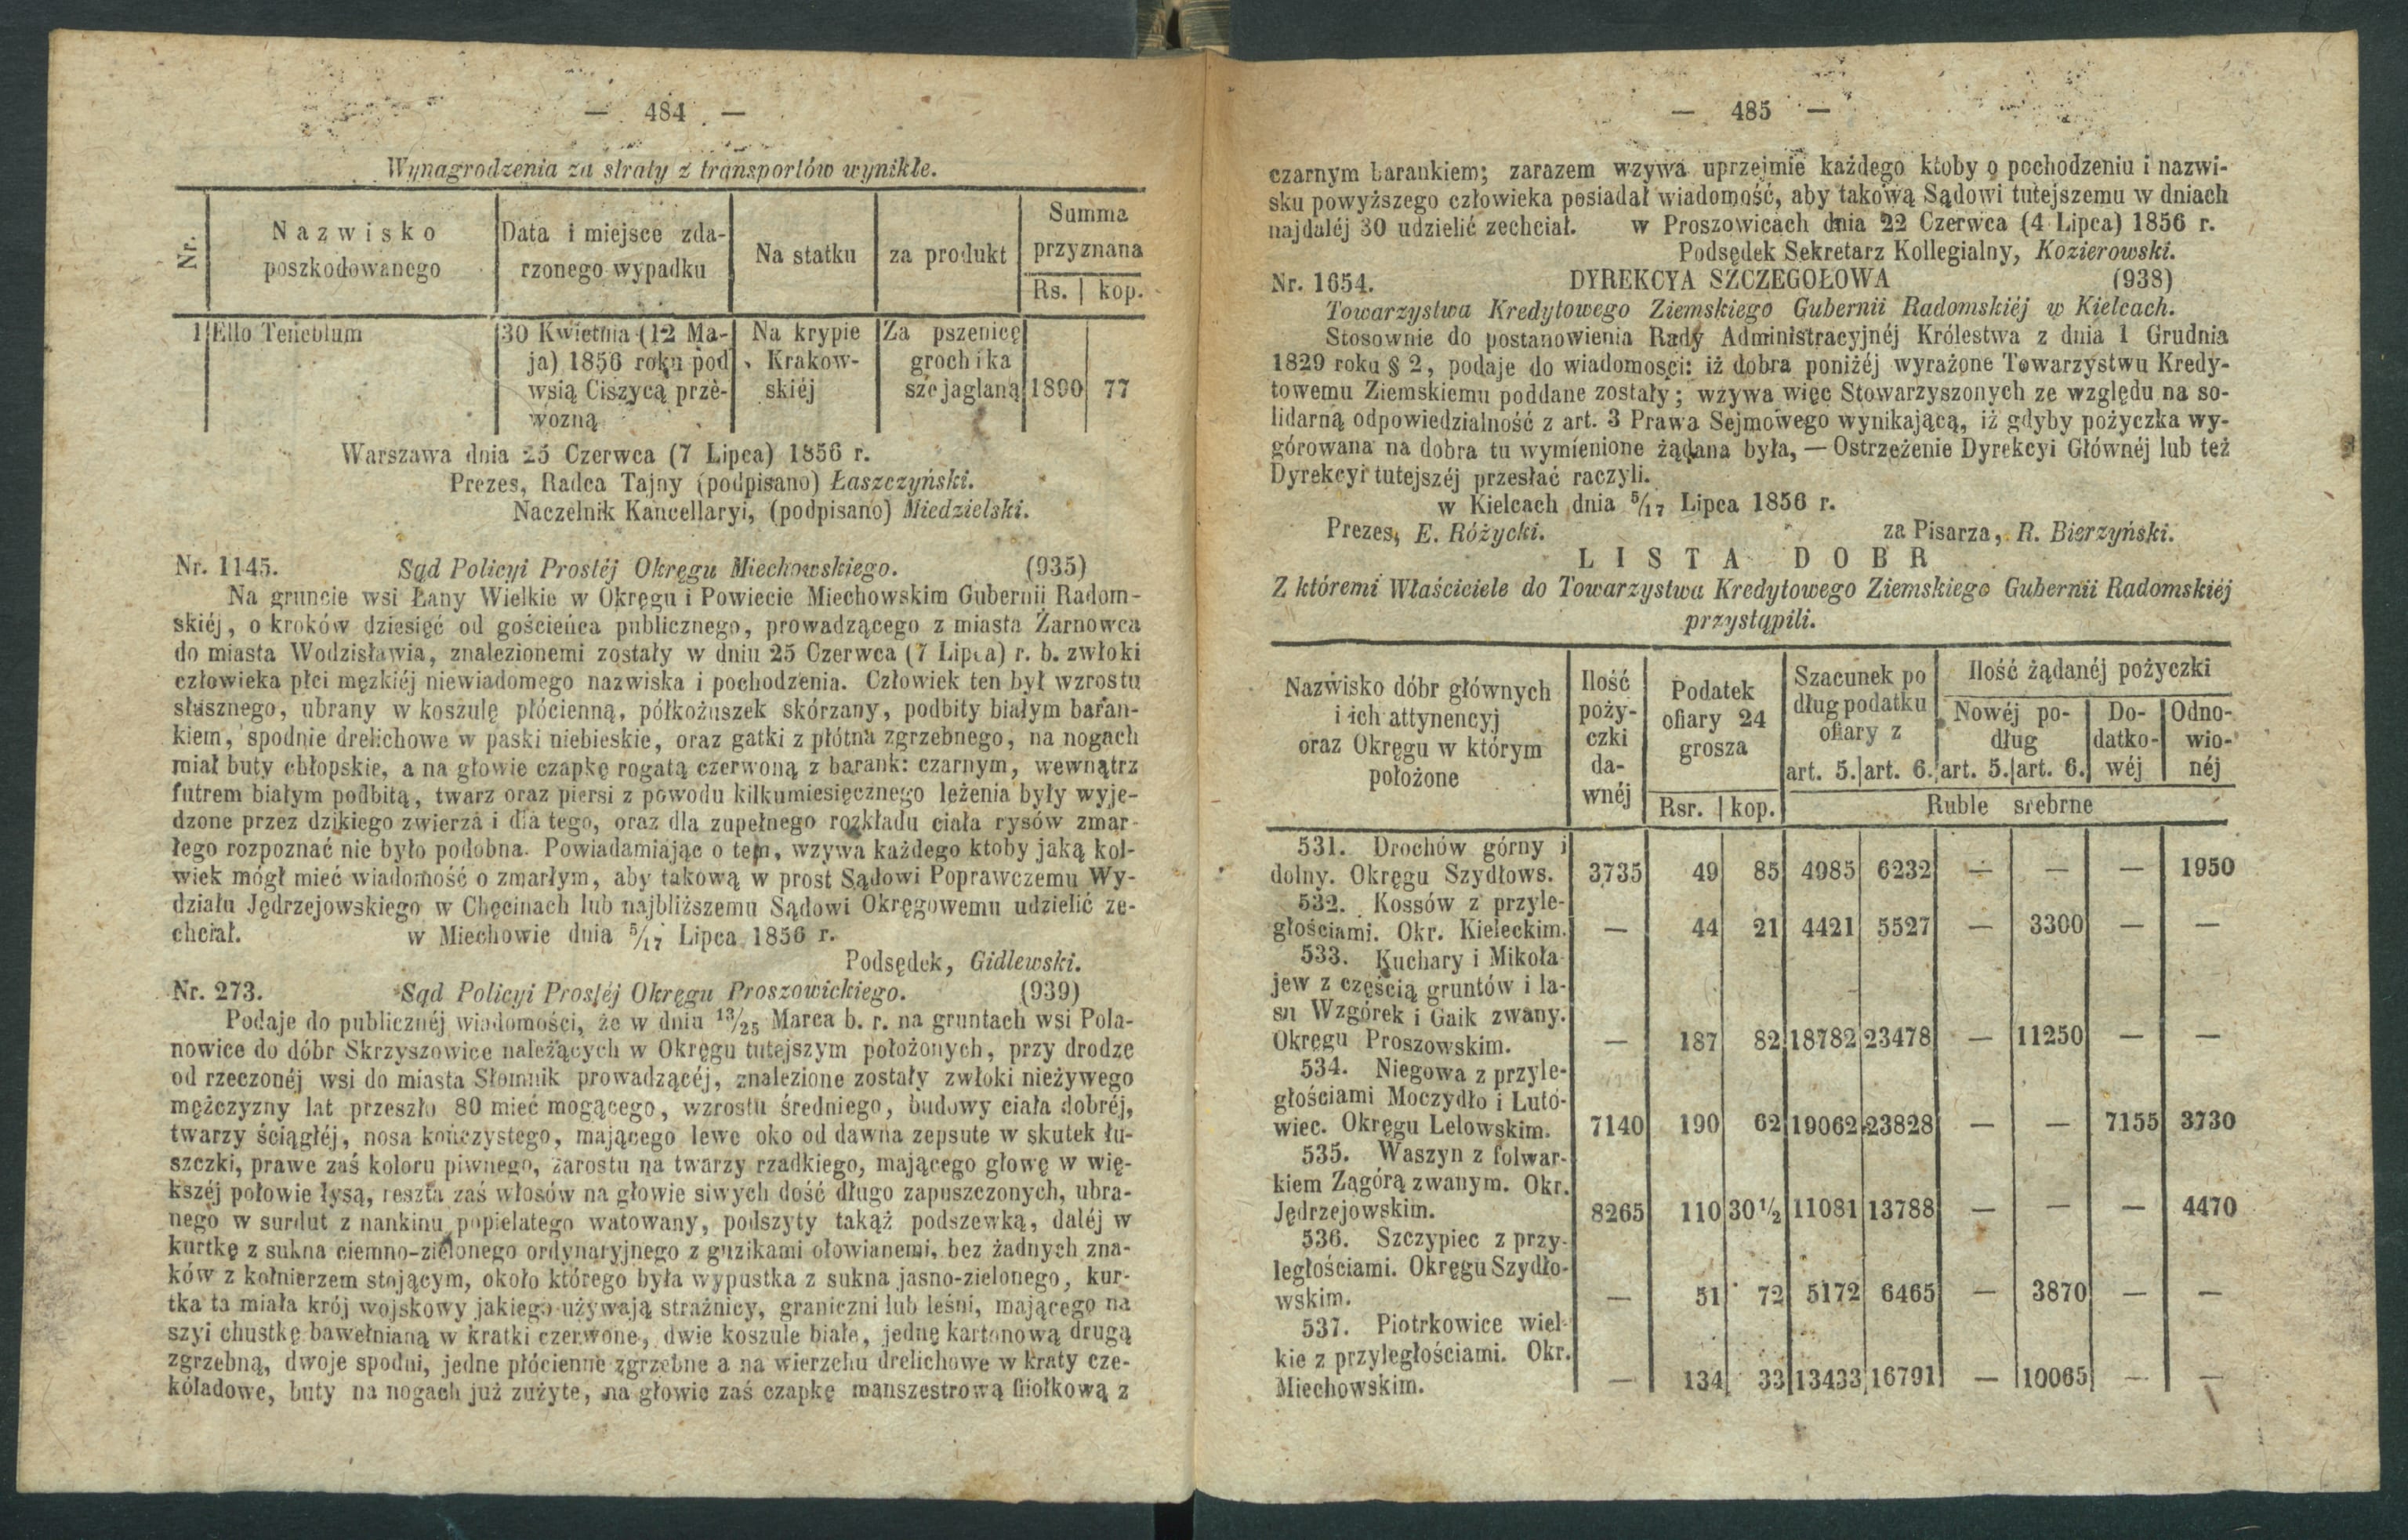 — 484 —
Wynagrodzenia za straty z transportów wynikłe.
Nr.
Nazwisko
poszkodowanego
Data i miejsce zda-
rzonego wypadku
Na statku
za produkt
Summa
przyznana
Rs. | kop.
1 Ello Teneblum
30 Kwietnia (12 Ma-
ja) 1856 roku pod
wsią Ciszycą prze-
wozną
Na krypie
Krakow-
skiéj
Za pszenicę
groch i ka
szę jaglaną
1890 77
Warszawa dnia 25 Czerwca (7 Lipca) 1856 r.
Prezes, Radca Tajny (podpisano) Łaszczyński.
Naczelnik Kancellaryi, (podpisano) Miedzielski.
Nr. 1145. Sąd Policyi Prostéj Okręgu Miechowskiego. (935)
Na gruncie wsi Łany Wielkie w Okręgu i Powiecie Miechowskim Gubernii Radom-
skiéj, o kroków dziesięć od gościeńca publicznego, prowadzącego z miasta Żarnowca
do miasta Wodzisławia, znalezionemi zostały w dniu 25 Czerwca (7 Lipca) r. b. zwłoki
człowieka płci męzkiéj niewiadomego nazwiska i pochodzenia. Człowiek ten był wzrostu
słusznego, ubrany w koszulę płócienną, półkożuszek skórzany, podbity białym baran-
kiem, spodnie drelichowe w paski niebieskie, oraz gatki z płótna zgrzebnego, na nogach
miał buty chłopskie, a na głowie czapkę rogatą czerwoną z barank: czarnym, wewnątrz
futrem białym podbitą, twarz oraz piersi z powodu kilkumiesięcznego leżenia były wyje-
dzone przez dzikiego zwierza i dla tego, oraz dla zupełnego rozkładu ciała rysów zmar-
łego rozpoznać nie było podobna. Powiadamiając o tem, wzywa każdego ktoby jaką kol-
wiek mógł mieć wiadomość o zmarłym, aby takową w prost Sądowi Poprawczemu Wy-
działu Jędrzejowskiego w Chęcinach lub najbliższemu Sądowi Okręgowemu udzielić ze-
chciał. w Miechowie dnia 5/17 Lipca 1856 r.
Podsędek, Gidlewski.
Nr. 273. Sąd Policyi Prostéj Okręgu Proszowickiego. (939)
Podaje do publicznéj wiadomości, że w dniu 13/25 Marca b. r. na gruntach wsi Pola-
nowice do dóbr Skrzyszowice należących w Okręgu tutejszym położonych, przy drodze
od rzeczonéj wsi do miasta Słomnik prowadzącéj, znalezione zostały zwłoki nieżywego
mężczyzny lat przeszło 80 mieć mogącego, wzrostu średniego, budowy ciała dobréj,
twarzy ściągłéj, nosa kończystego, mającego lewe oko od dawna zepsute w skutek łu-
szczki, prawe zaś koloru piwnego, zarostu na twarzy rzadkiego, mającego głowę w wię-
kszéj połowie łysą, reszta zaś włosów na głowie siwych dość długo zapuszczonych, ubra-
nego w surdut z nankinu popielatego watowany, podszyty takąż podszewką, daléj w
kurtkę z sukna ciemno-zielonego ordynaryjnego z guzikami ołowianemi, bez żadnych zna-
ków z kołnierzem stojącym, około którego była wypustka z sukna jasno-zielonego, kur-
tka ta miała krój wojskowy jakiego używają strażnicy, graniczni lub leśni, mającego na
szyi chustkę bawełnianą w kratki czerwone, dwie koszule białe, jednę kartonową drugą
zgrzebną, dwoje spodni, jedne płócienne zgrzebne a na wierzchu drelichowe w kraty cze-
koladowe, buty na nogach już zużyte, na głowie zaś czapkę manszestrową fiiołkową z
— 485 —
czarnym barankiem; zarazem wzywa uprzejmie każdego ktoby o pochodzeniu i nazwi-
sku powyższego człowieka posiadał wiadomość, aby takową Sądowi tutejszemu w dniach
najdaléj 30 udzielić zechciał. w Proszowicach dnia 22 Czerwca (4 Lipca) 1856 r.
Podsędek Sekretarz Kollegialny, Kozierowski.
Nr. 1654. DYREKCYA SZCZEGOŁOWA (938)
Towarzystwa Kredytowego Ziemskiego Gubernii Radomskiéj w Kielcach.
Stosownie do postanowienia Rady Administracyjnéj Królestwa z dnia 1 Grudnia
1829 roku § 2, podaje do wiadomości: iż dobra poniżéj wyrażone Towarzystwu Kredy-
towemu Ziemskiemu poddane zostały; wzywa więc Stowarzyszonych ze względu na so-
lidarną odpowiedzialność z art. 3 Prawa Sejmowego wynikającą, iż gdyby pożyczka wy-
górowana na dobra tu wymienione żądana była, — Ostrzeżenie Dyrekcyi Głównéj lub też
Dyrekcyi tutejszéj przesłać raczyli.
w Kielcach dnia 5/17 Lipca 1856 r.
Prezes, E. Różycki. za Pisarza, R. Bierzyński.
LISTA DOBR
Z któremi Właściciele do Towarzystwa Kredytowego Ziemskiego Gubernii Radomskiéj
przystąpili.
Nazwisko dóbr głównych
i ich attynencyj
oraz Okręgu w którym
położone
Ilość
poży-
czki
da-
wnéj
Podatek
ofiary 24
grosza
Rsr. | kop.
Szacunek po
dług podatku
ofiary z
art. 5. | art. 6.
Ilość żądanéj pożyczki
Nowéj po-
dług
art. 5. | art. 6.
Do-
datko-
wéj
Odno-
wio-
néj
Ruble srebrne
531. Drochów górny i
dolny. Okręgu Szydłows. 3735 49 85 4985 6232 — — — 1950
532. Kossów z przyle-
głościami. Okr. Kieleckim. — 44 21 4421 5527 — 3300 — —
533. Kuchary i Mikoła-
jew z częścią gruntów i la-
su Wzgórek i Gaik zwany.
Okręgu Proszowskim. — 187 82 18782 23478 — 11250 — —
534. Niegowa z przyle-
głościami Moczydło i Luto-
wiec. Okręgu Lelowskim. 7140 190 62 19062 23828 — — 7155 3730
535. Waszyn z folwar-
kiem Zagórą zwanym. Okr.
Jędrzejowskim. 8265 110 30 1/2 11081 13788 — — — 4470
536. Szczypiec z przy-
ległościami. Okręgu Szydło-
wskim. — 51 72 5172 6465 — 3870 — —
537. Piotrkowice wiel-
kie z przyległościami. Okr.
Miechowskim. — 134 33 13433 16791 — 10065 — —